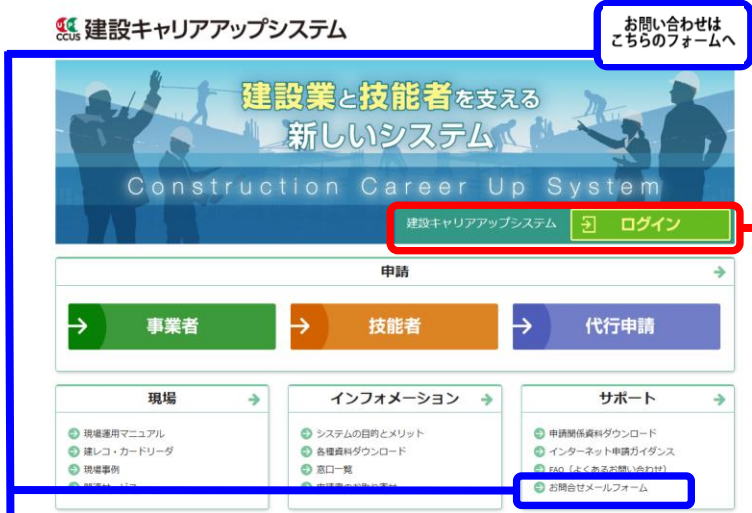 CCUS 建設キャリアアップシステム
お問い合わせは
こちらのフォームへ
建設業と技能者を支える
新しいシステム
Construction Career Up System
建設キャリアアップシステム ログイン
申請
事業者 技能者 代行申請
現場
現場運用マニュアル
建レコ・カードリーダ
現場事例
インフォメーション
システムの目的とメリット
各種資料ダウンロード
窓口一覧
サポート
申請関係資料ダウンロード
インターネット申請ガイダンス
FAQ（よくあるお問い合わせ）
お問合せメールフォーム